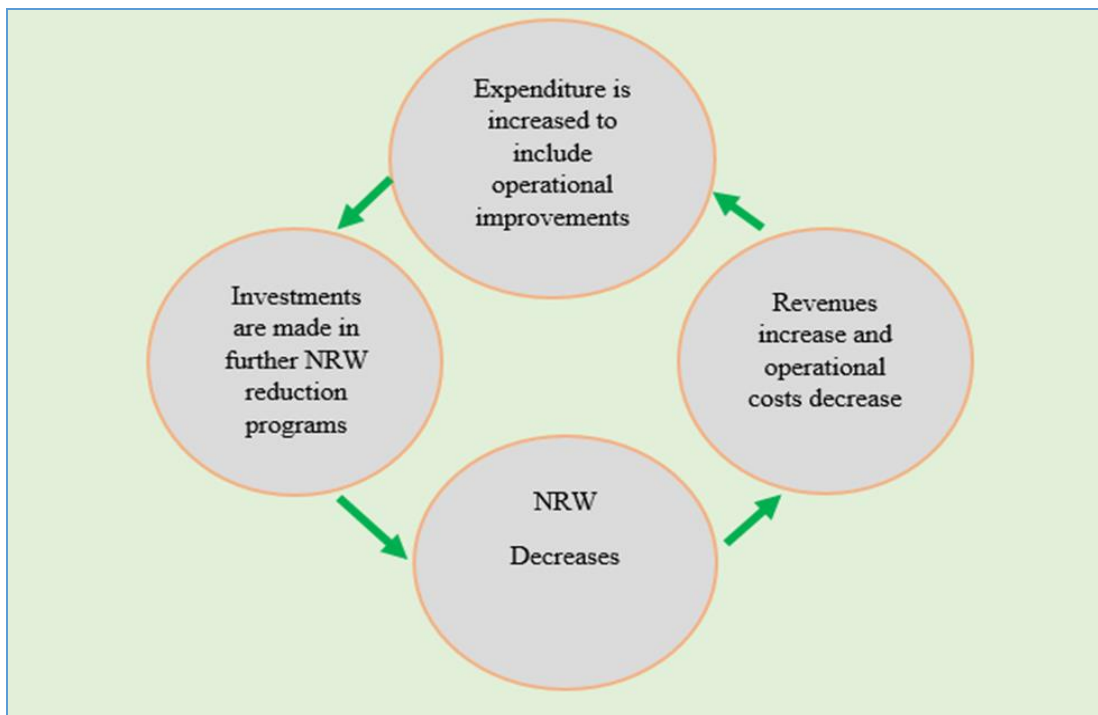 Expenditure is
increased to
include
operational
improvements
Investments
are made in
further NRW
reduction
programs
Revenues
increase and
operational
costs decrease
NRW
Decreases